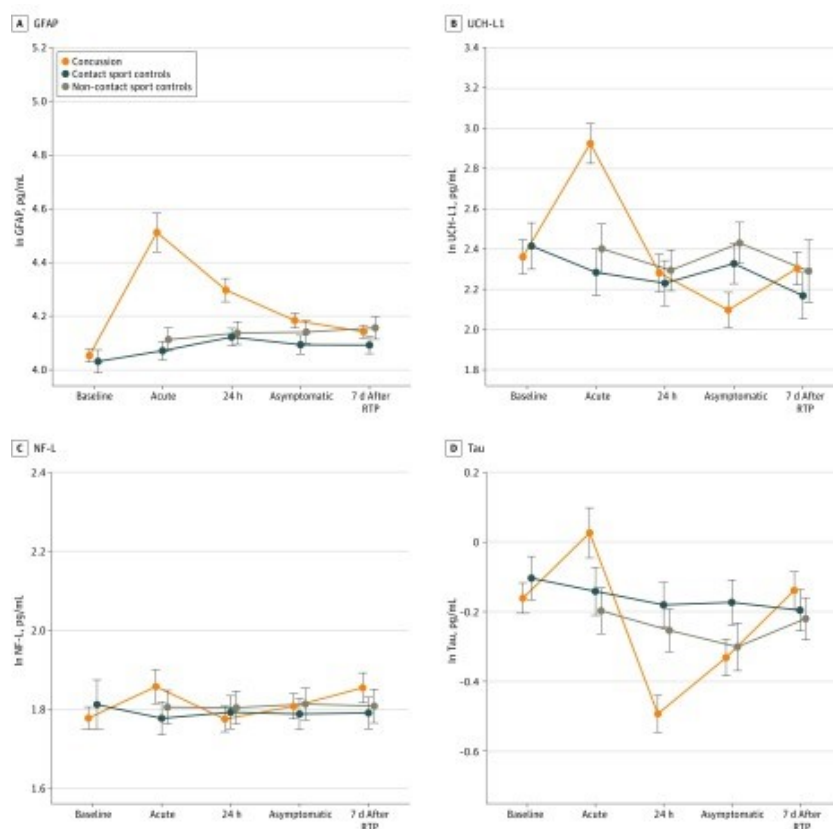 A GFAP
5.2
5.0
4.8
4.6
4.4
4.2
4.0
ln GFAP, pg/mL
Concussion
Contact sport controls
Non-contact sport controls
Baseline
Acute
24 h
Asymptomatic
7 d After
RTP
B UCH-L1
3.4
3.2
3.0
2.8
2.6
2.4
2.2
2.0
1.8
ln UCH-L1, pg/mL
Baseline
Acute
24 h
Asymptomatic
7 d After
RTP
C NF-L
2.4
2.2
2.0
1.8
1.6
ln NF-L, pg/mL
Baseline
Acute
24 h
Asymptomatic
7 d After
RTP
D Tau
0.2
0
-0.2
-0.4
-0.6
ln Tau, pg/mL
Baseline
Acute
24 h
Asymptomatic
7 d After
RTP